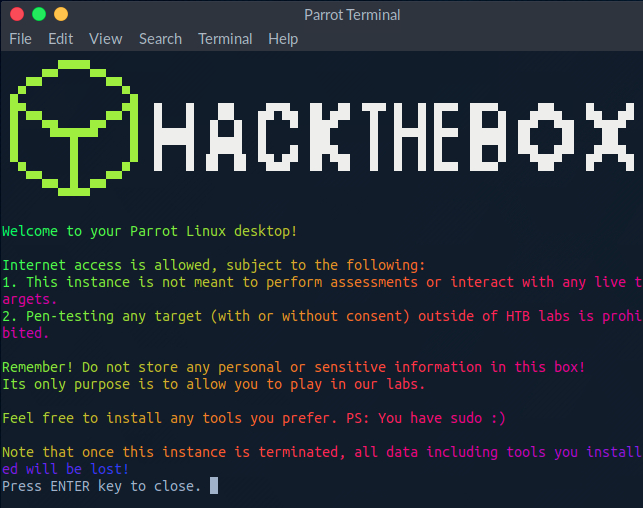 Parrot Terminal
File Edit View Search Terminal Help
HACKTHEBOX
Welcome to your Parrot Linux desktop!
Internet access is allowed, subject to the following:
1. This instance is not meant to perform assessments or interact with any live t
argets.
2. Pen-testing any target (with or without consent) outside of HTB labs is prohi
bited.
Remember! Do not store any personal or sensitive information in this box!
Its only purpose is to allow you to play in our labs.
Feel free to install any tools you prefer. PS: You have sudo :)
Note that once this instance is terminated, all data including tools you install
ed will be lost!
Press ENTER key to close.